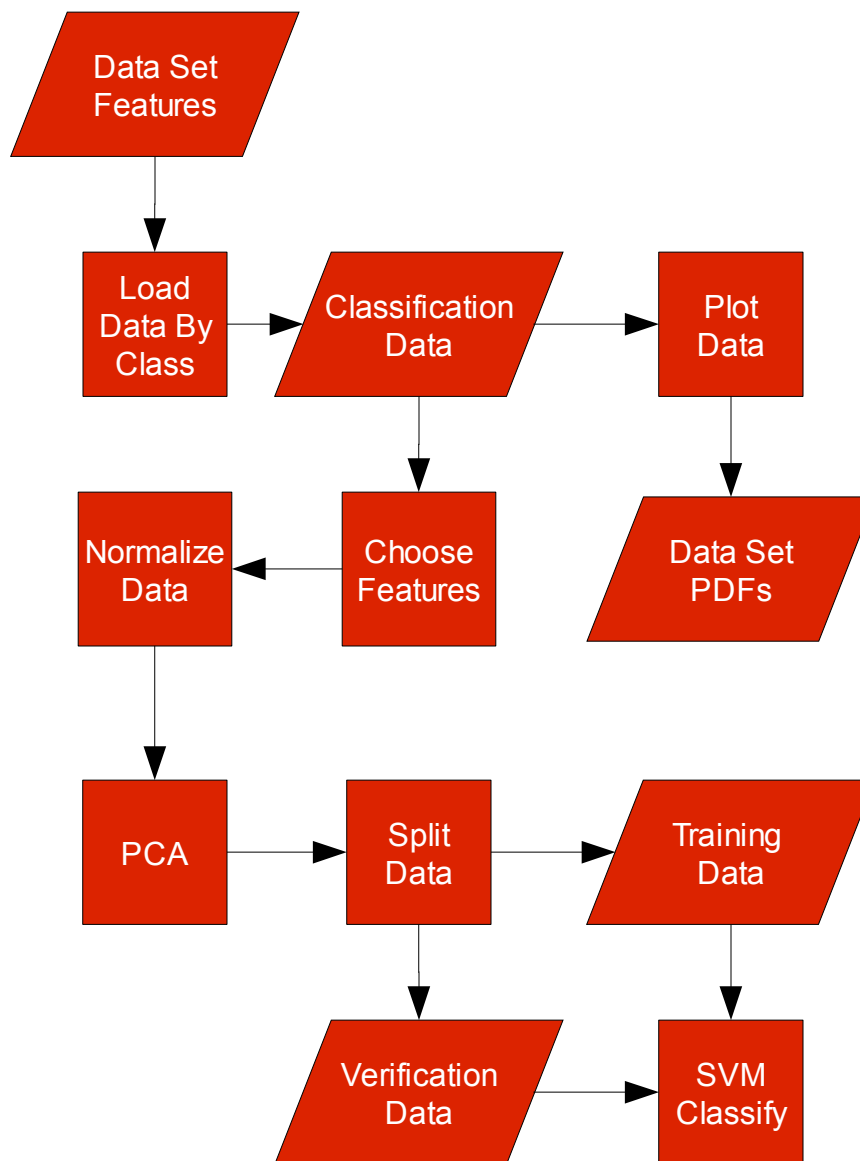 Data Set
Features
Load
Data By
Class
Classification
Data
Plot
Data
Normalize
Data
Choose
Features
Data Set
PDFs
PCA
Split
Data
Training
Data
Verification
Data
SVM
Classify